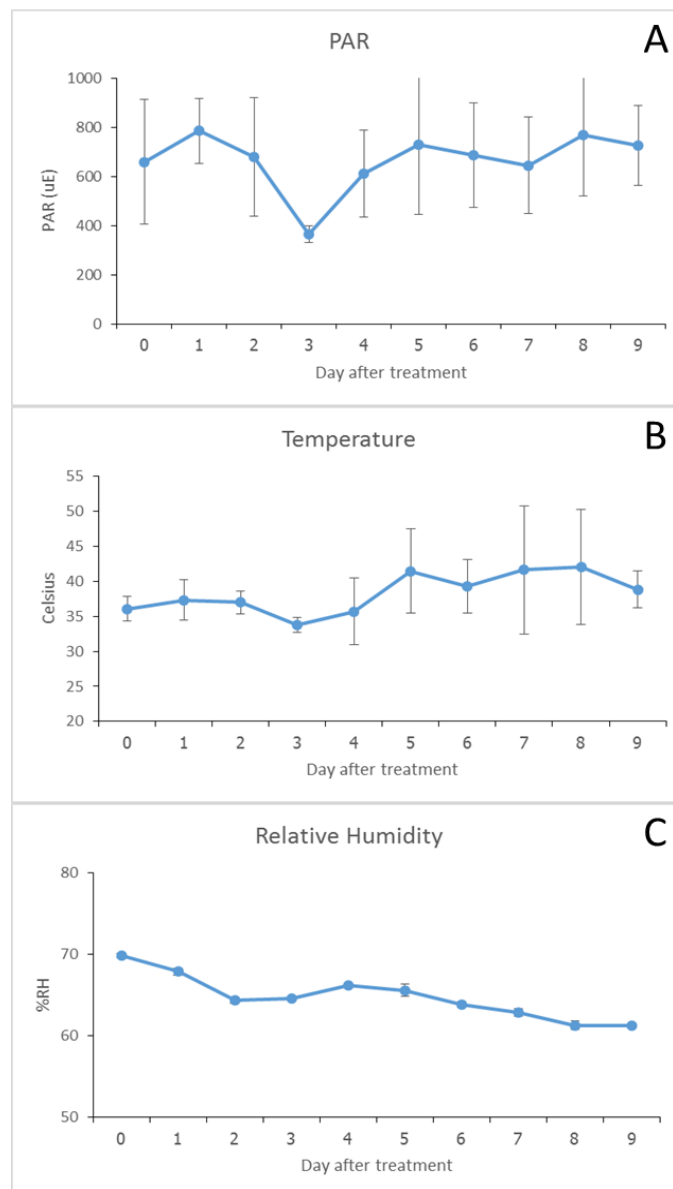 PAR
A
1000
800
600
400
200
0
PAR (uE)
0 1 2 3 4 5 6 7 8 9
Day after treatment
Temperature
B
55
50
45
40
35
30
25
20
Celsius
0 1 2 3 4 5 6 7 8 9
Day after treatment
Relative Humidity
C
80
70
60
50
%RH
0 1 2 3 4 5 6 7 8 9
Day after treatment